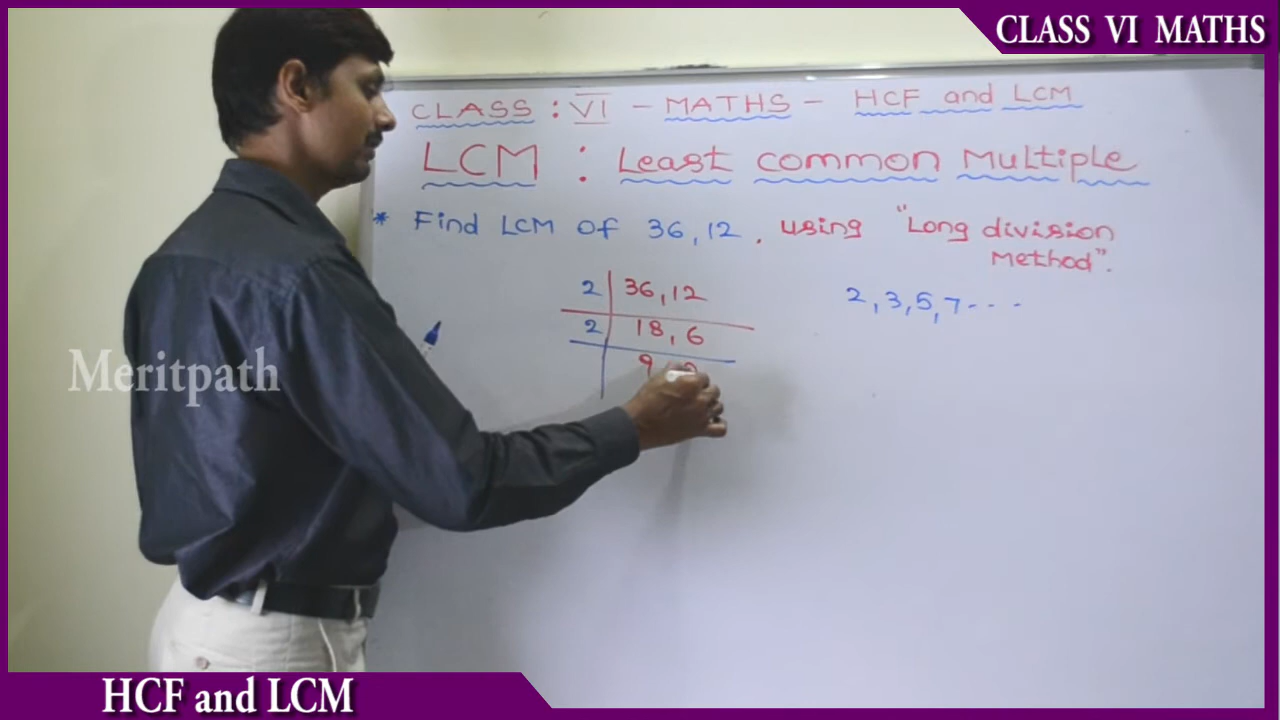 CLASS VI MATHS
CLASS : VI - MATHS - HCF and LCM
LCM : Least common Multiple
* Find LCM of 36,12. using "Long division
Method".
2 | 36,12
2 | 18,6
9
2,3,5,7----
Meritpath
HCF and LCM